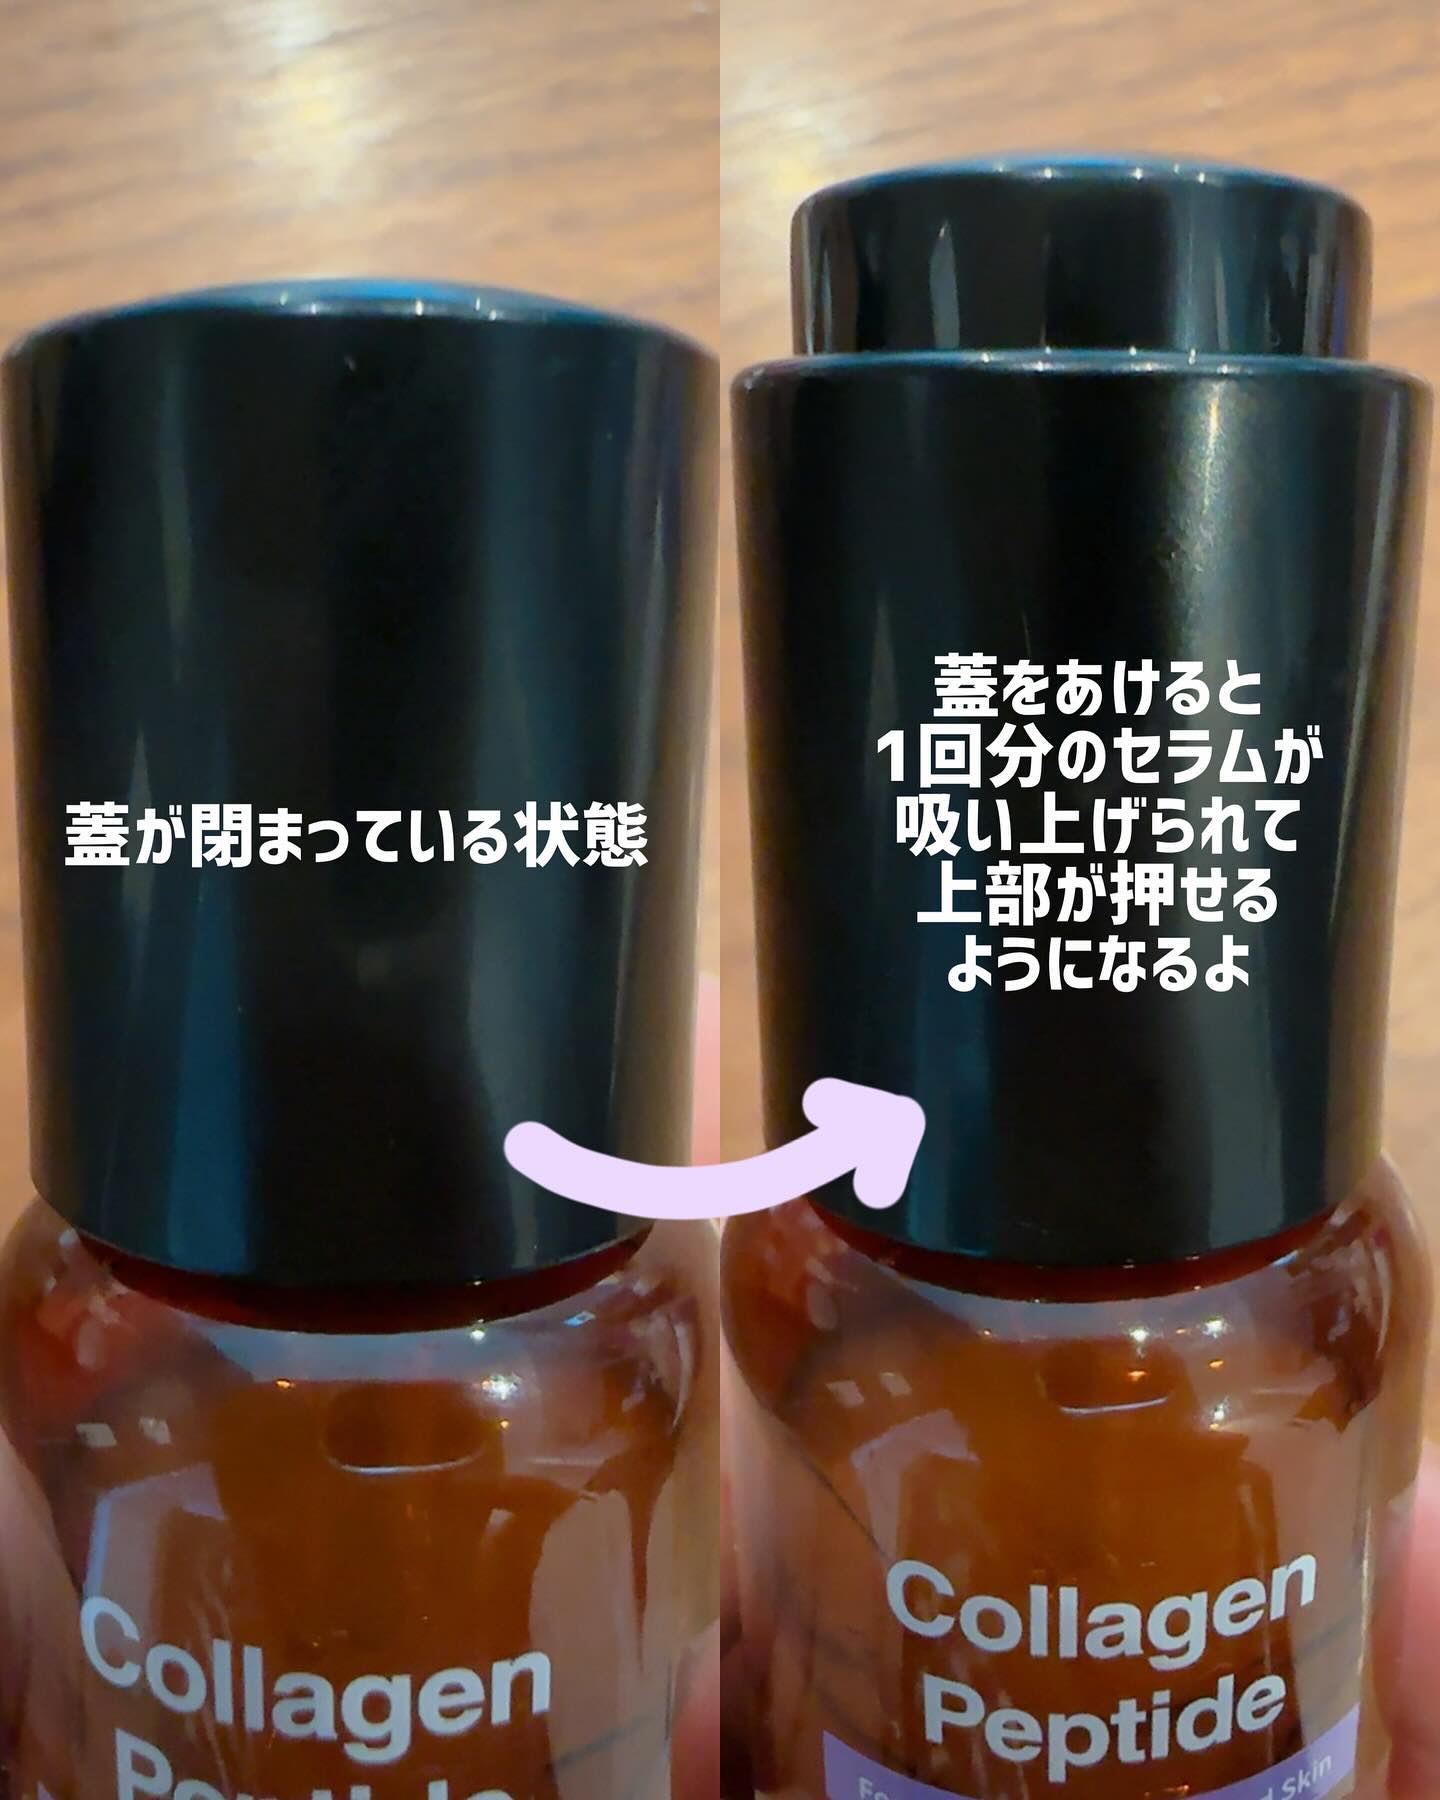 蓋が閉まっている状態
Collagen
Peptide
蓋をあけると
1回分のセラムが
吸い上げられて
上部が押せる
ようになるよ
Collagen
Peptide
Skin